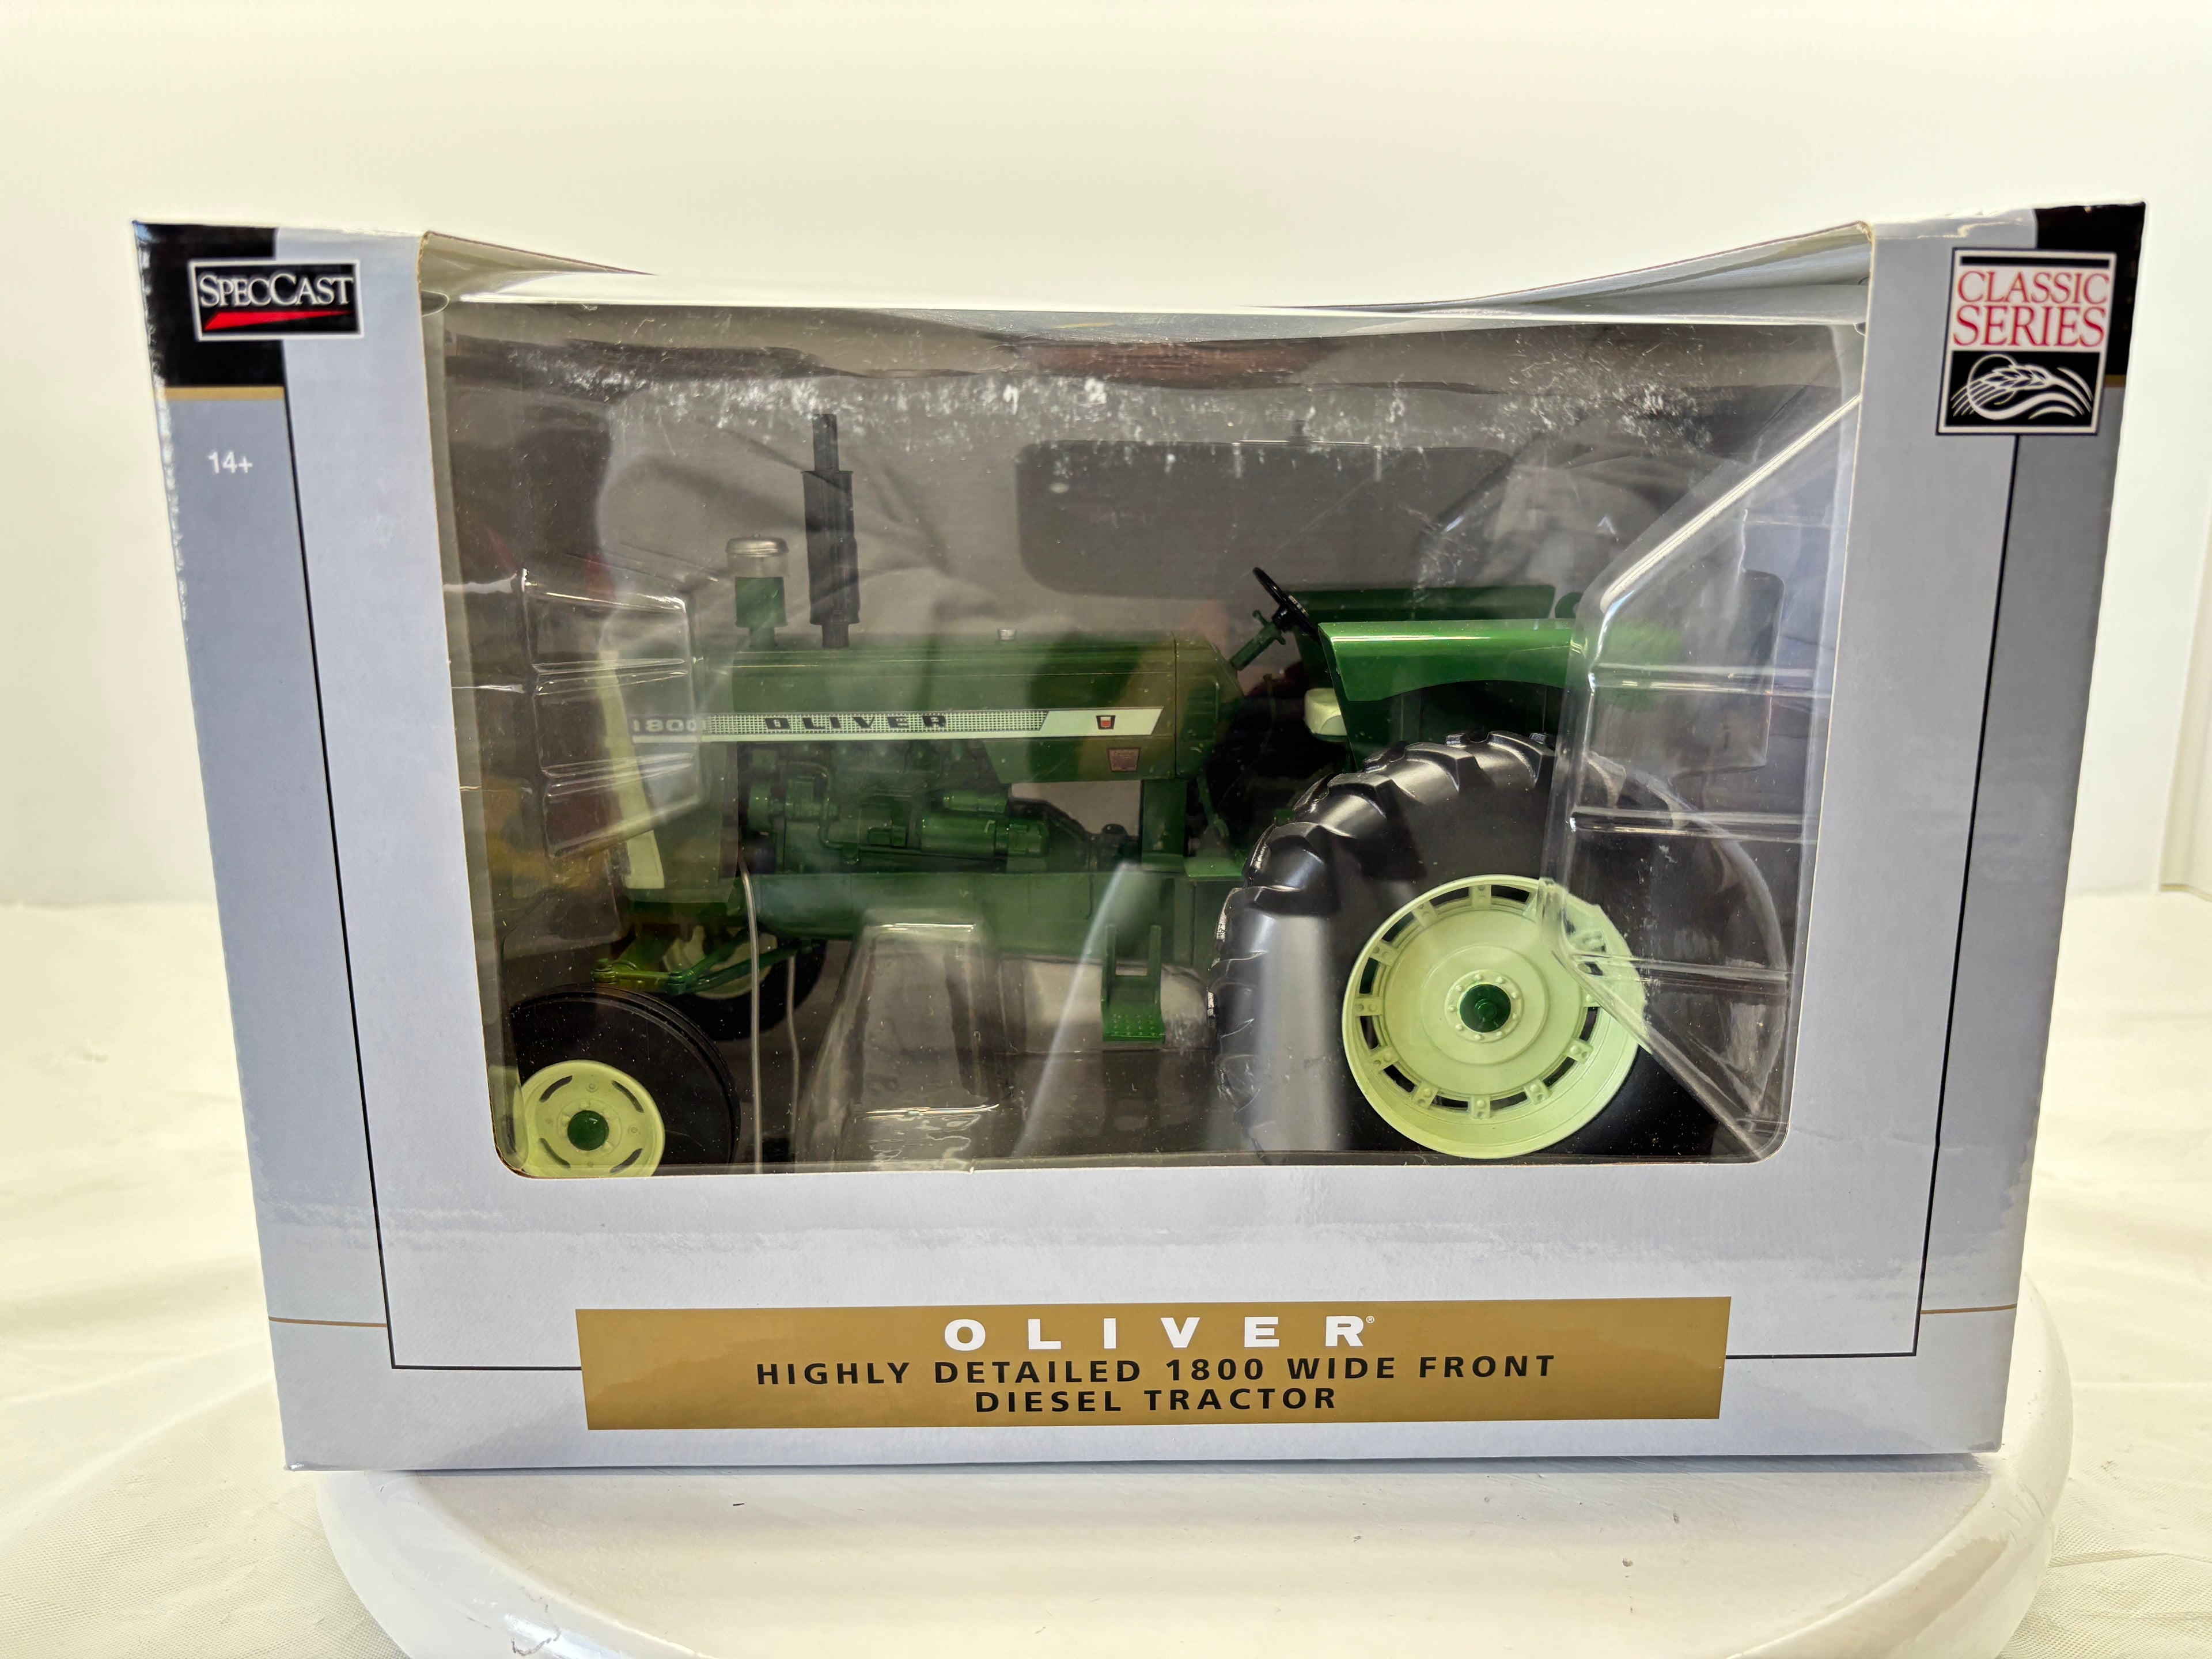 SPECCAST
CLASSIC
SERIES
14+
1800 OLIVER
OLIVER®
HIGHLY DETAILED 1800 WIDE FRONT
DIESEL TRACTOR